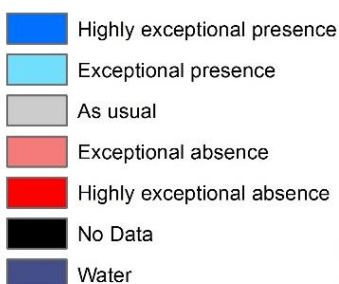 Highly exceptional presence
Exceptional presence
As usual
Exceptional absence
Highly exceptional absence
No Data
Water